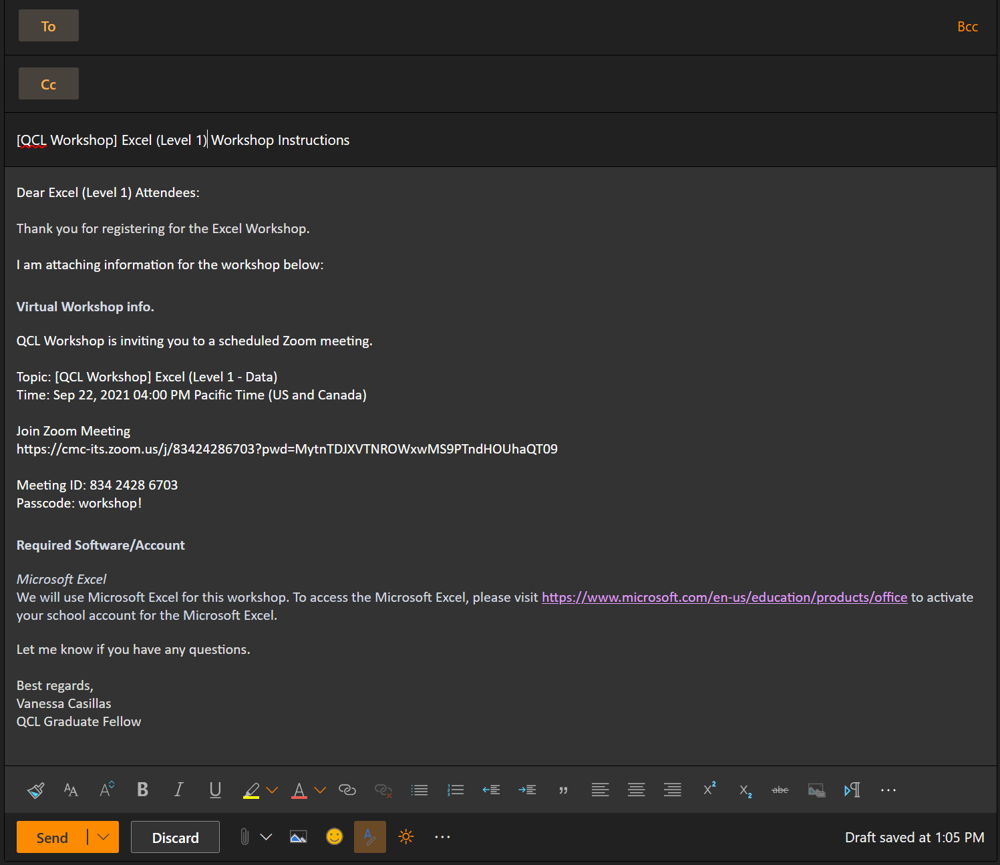 To
Bcc
Cc
[QCL Workshop] Excel (Level 1) Workshop Instructions
Dear Excel (Level 1) Attendees:
Thank you for registering for the Excel Workshop.
I am attaching information for the workshop below:
Virtual Workshop info.
QCL Workshop is inviting you to a scheduled Zoom meeting.
Topic: [QCL Workshop] Excel (Level 1 - Data)
Time: Sep 22, 2021 04:00 PM Pacific Time (US and Canada)
Join Zoom Meeting
https://cmc-its.zoom.us/j/83424286703?pwd=MytnTDJXVTNROWxwMS9PTndHOUhaQT09
Meeting ID: 834 2428 6703
Passcode: workshop!
Required Software/Account
Microsoft Excel
We will use Microsoft Excel for this workshop. To access the Microsoft Excel, please visit https://www.microsoft.com/en-us/education/products/office to activate
your school account for the Microsoft Excel.
Let me know if you have any questions.
Best regards,
Vanessa Casillas
QCL Graduate Fellow
Send
Discard
Draft saved at 1:05 PM